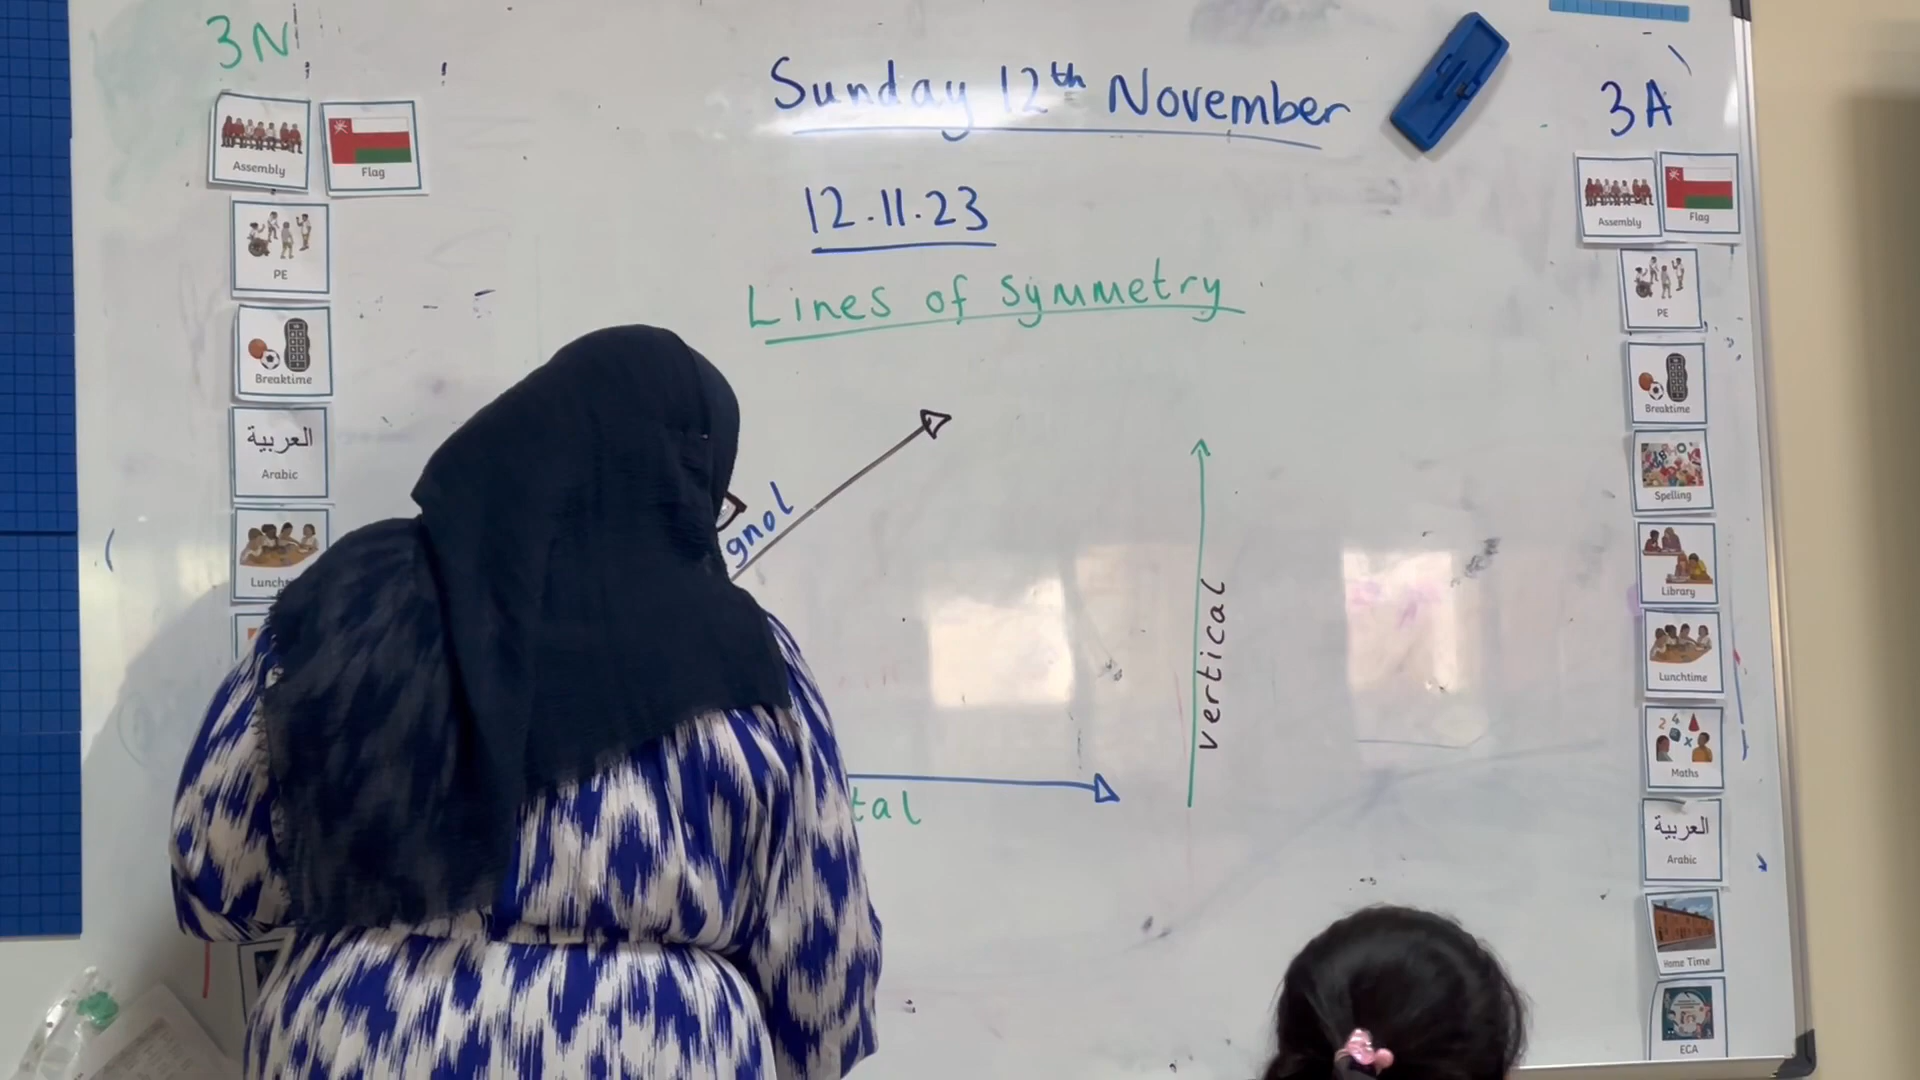 3N
Sunday 12th November
3A
12.11.23
Lines of Symmetry
Assembly
Flag
PE
Breaktime
العربية
Arabic
gnol
vertical
tal
Assembly
Flag
PE
Breaktime
Spelling
Library
Lunchtime
Maths
العربية
Arabic
Home Time
ECA